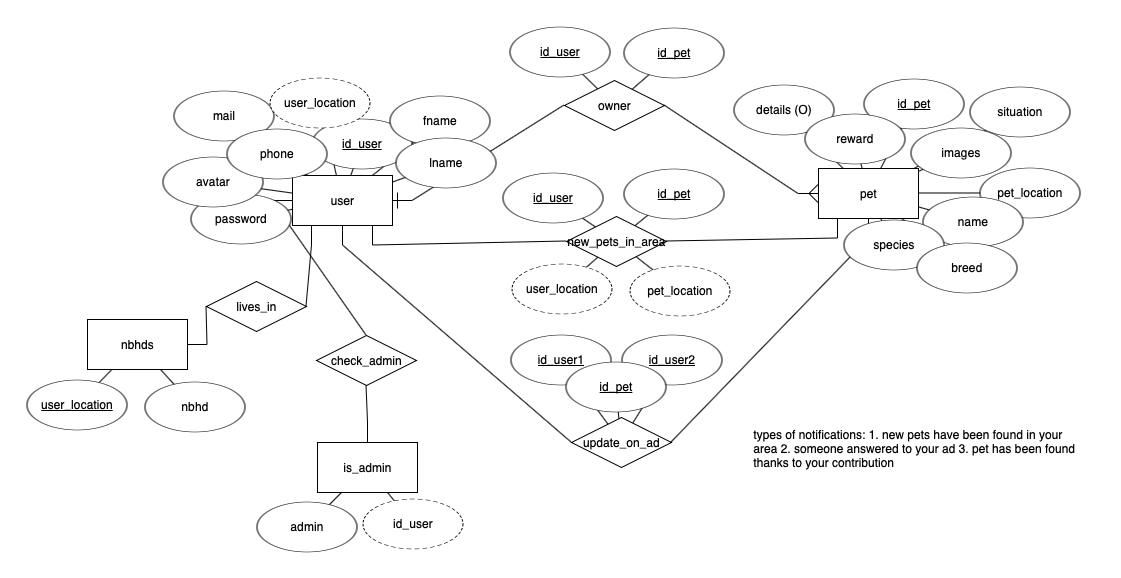 id_user
id_pet
user_location
mail
fname
owner
details (O)
id_pet
situation
reward
phone
id_user
lname
images
avatar
password
user
id_user
id_pet
pet
pet_location
name
new_pets_in_area
species
breed
user_location
pet_location
lives_in
nbhds
check_admin
id_user1
id_user2
id_pet
user_location
nbhd
update_on_ad
types of notifications: 1. new pets have been found in your
area 2. someone answered to your ad 3. pet has been found
thanks to your contribution
is_admin
admin
id_user